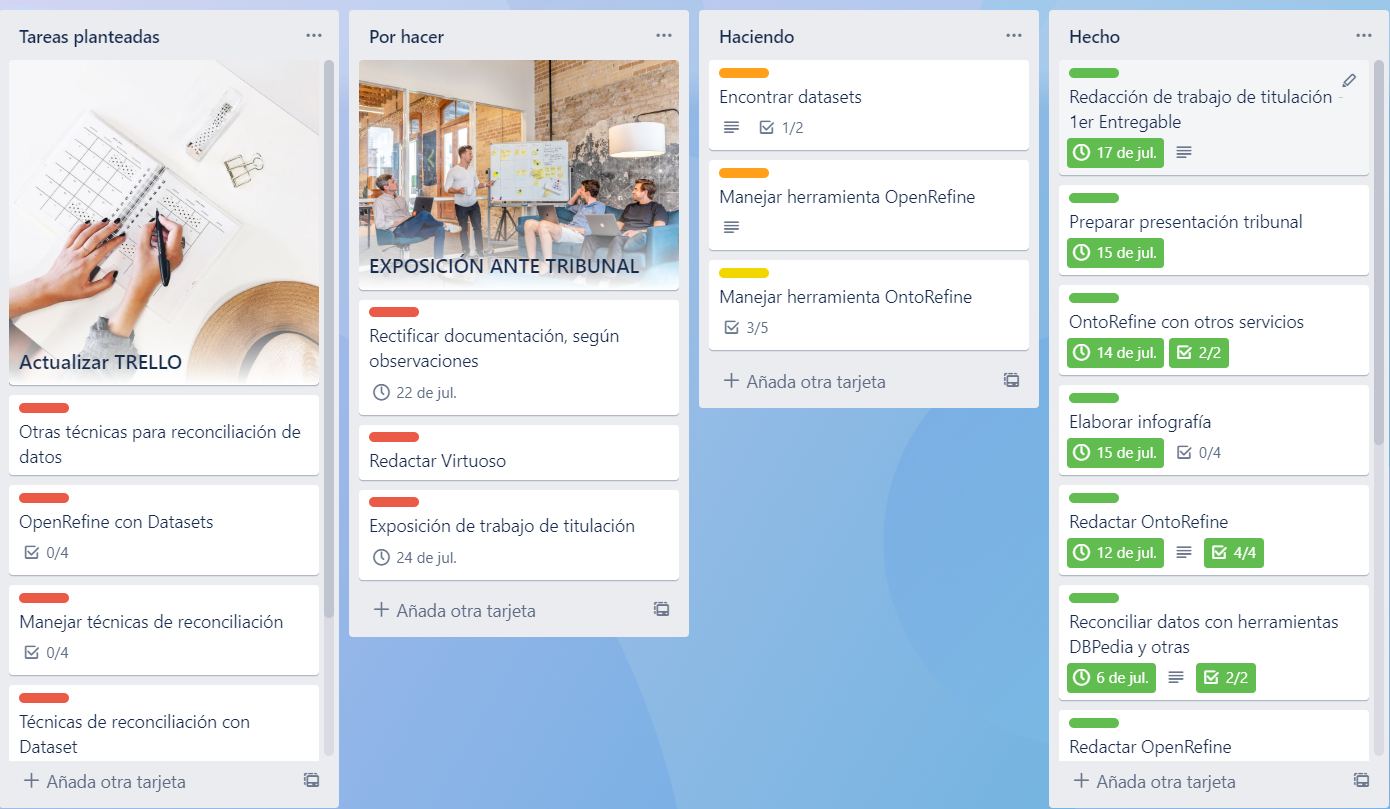 Tareas planteadas
Actualizar TRELLO
Otras técnicas para reconciliación de
datos
OpenRefine con Datasets
0/4
Manejar técnicas de reconciliación
0/4
Técnicas de reconciliación con
Dataset
Añada otra tarjeta
Por hacer
EXPOSICIÓN ANTE TRIBUNAL
Rectificar documentación, según
observaciones
22 de jul.
Redactar Virtuoso
Exposición de trabajo de titulación
24 de jul.
Añada otra tarjeta
Haciendo
Encontrar datasets
1/2
Manejar herramienta OpenRefine
Manejar herramienta OntoRefine
3/5
Añada otra tarjeta
Hecho
Redacción de trabajo de titulación -
1er Entregable
17 de jul.
Preparar presentación tribunal
15 de jul.
OntoRefine con otros servicios
14 de jul. 2/2
Elaborar infografía
15 de jul. 0/4
Redactar OntoRefine
12 de jul. 4/4
Reconciliar datos con herramientas
DBPedia y otras
6 de jul. 2/2
Redactar OpenRefine
Añada otra tarjeta